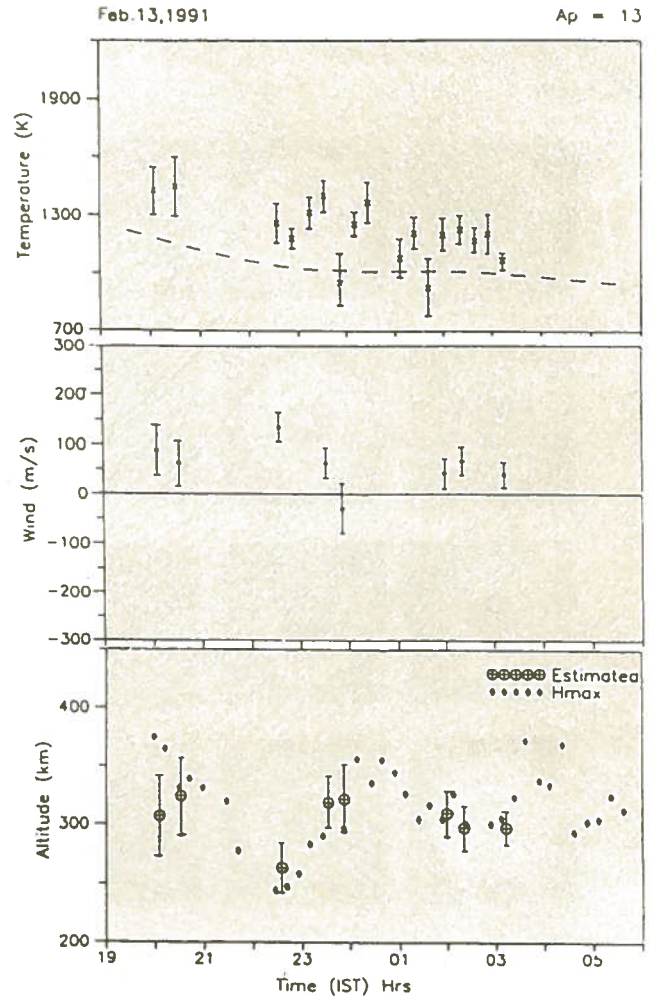 Feb.13,1991 Ap = 13
Temperature (K)
1900
1300
700
Wind (m/s)
300
200
100
0
-100
-200
-300
Altitude (km)
400
300
200
Estimated
Hmax
19 21 23 01 03 05
Time (IST) Hrs